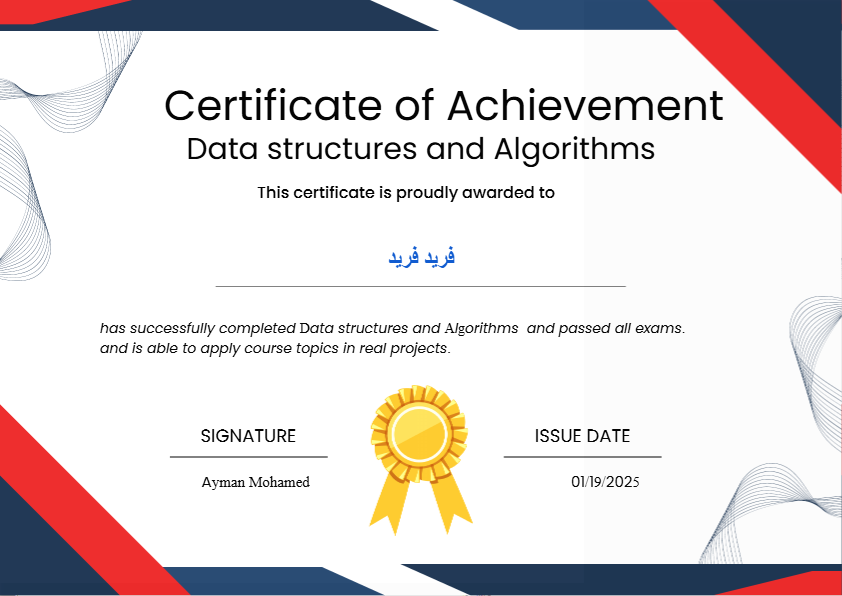 Certificate of Achievement
Data structures and Algorithms
This certificate is proudly awarded to
فريد فريد
has successfully completed Data structures and Algorithms and passed all exams.
and is able to apply course topics in real projects.
SIGNATURE
Ayman Mohamed
ISSUE DATE
01/19/2025